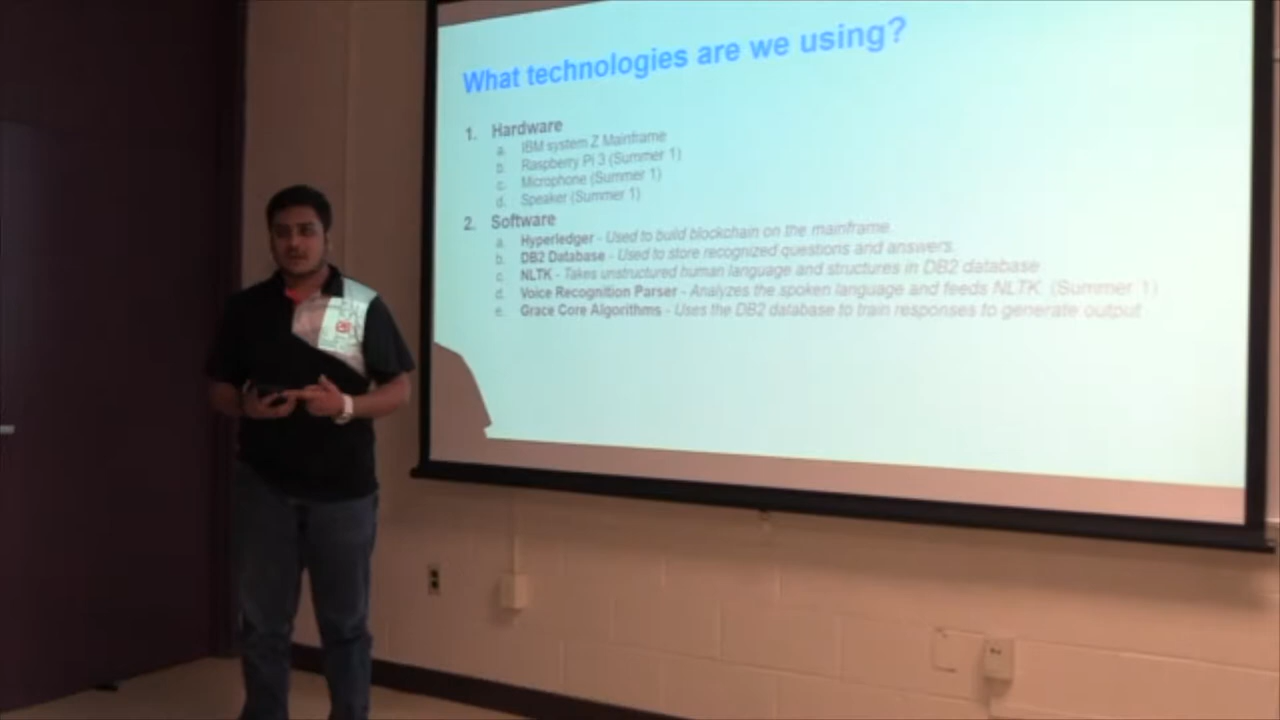 What technologies are we using?
1. Hardware
a. IBM system Z Mainframe
b. Raspberry Pi 3 (Summer 1)
c. Microphone (Summer 1)
d. Speaker (Summer 1)
2. Software
a. Hyperledger - Used to build blockchain on the mainframe.
b. DB2 Database - Used to store recognized questions and answers.
c. NLTK - Takes unstructured human language and structures in DB2 database
d. Voice Recognition Parser - Analyzes the spoken language and feeds NLTK (Summer 1)
e. Grace Core Algorithms - Uses the DB2 database to train responses to generate output